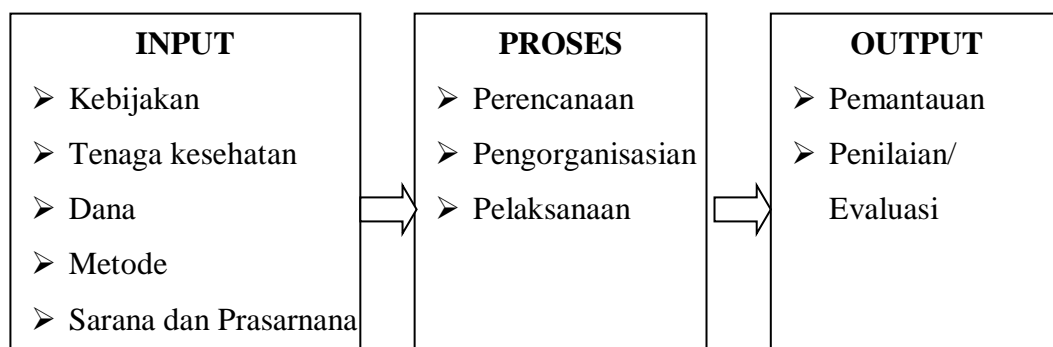 INPUT
➢ Kebijakan
➢ Tenaga kesehatan
➢ Dana
➢ Metode
➢ Sarana dan Prasarnana
PROSES
➢ Perencanaan
➢ Pengorganisasian
➢ Pelaksanaan
OUTPUT
➢ Pemantauan
➢ Penilaian/
Evaluasi